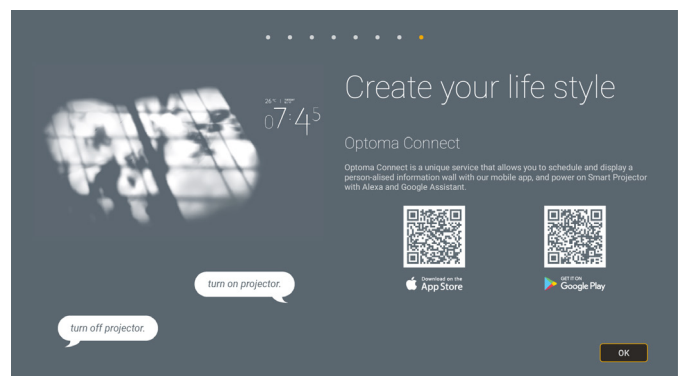 Create your life style
07:45
Optoma Connect
Optoma Connect is a unique service that allows you to schedule and display a
person-alised information wall with our mobile app, and power on Smart Projector
with Alexa and Google Assistant.
Download on the
App Store
GET IT ON
Google Play
turn on projector.
turn off projector.
OK